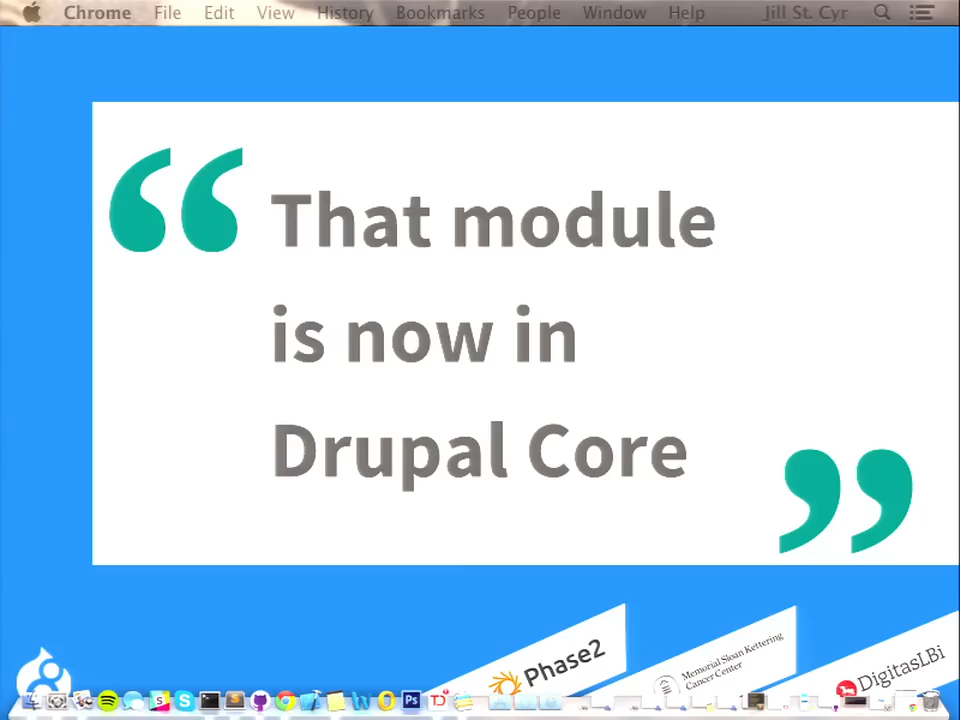 Chrome File Edit View History Bookmarks People Window Help Jill St. Cyr
“That module
is now in
Drupal Core”
Phase2
Memorial Sloan Kettering
Cancer Center
DigitasLBi